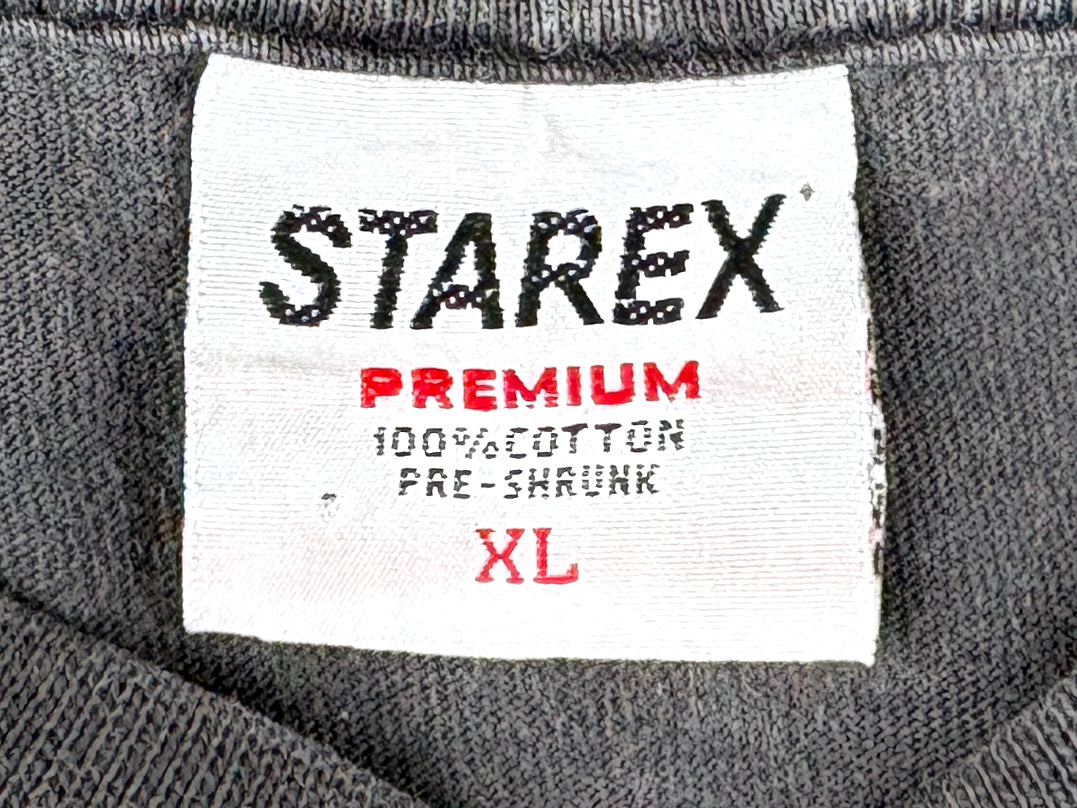 STAREX
PREMIUM
100% COTTON
PRE-SHRUNK
XL